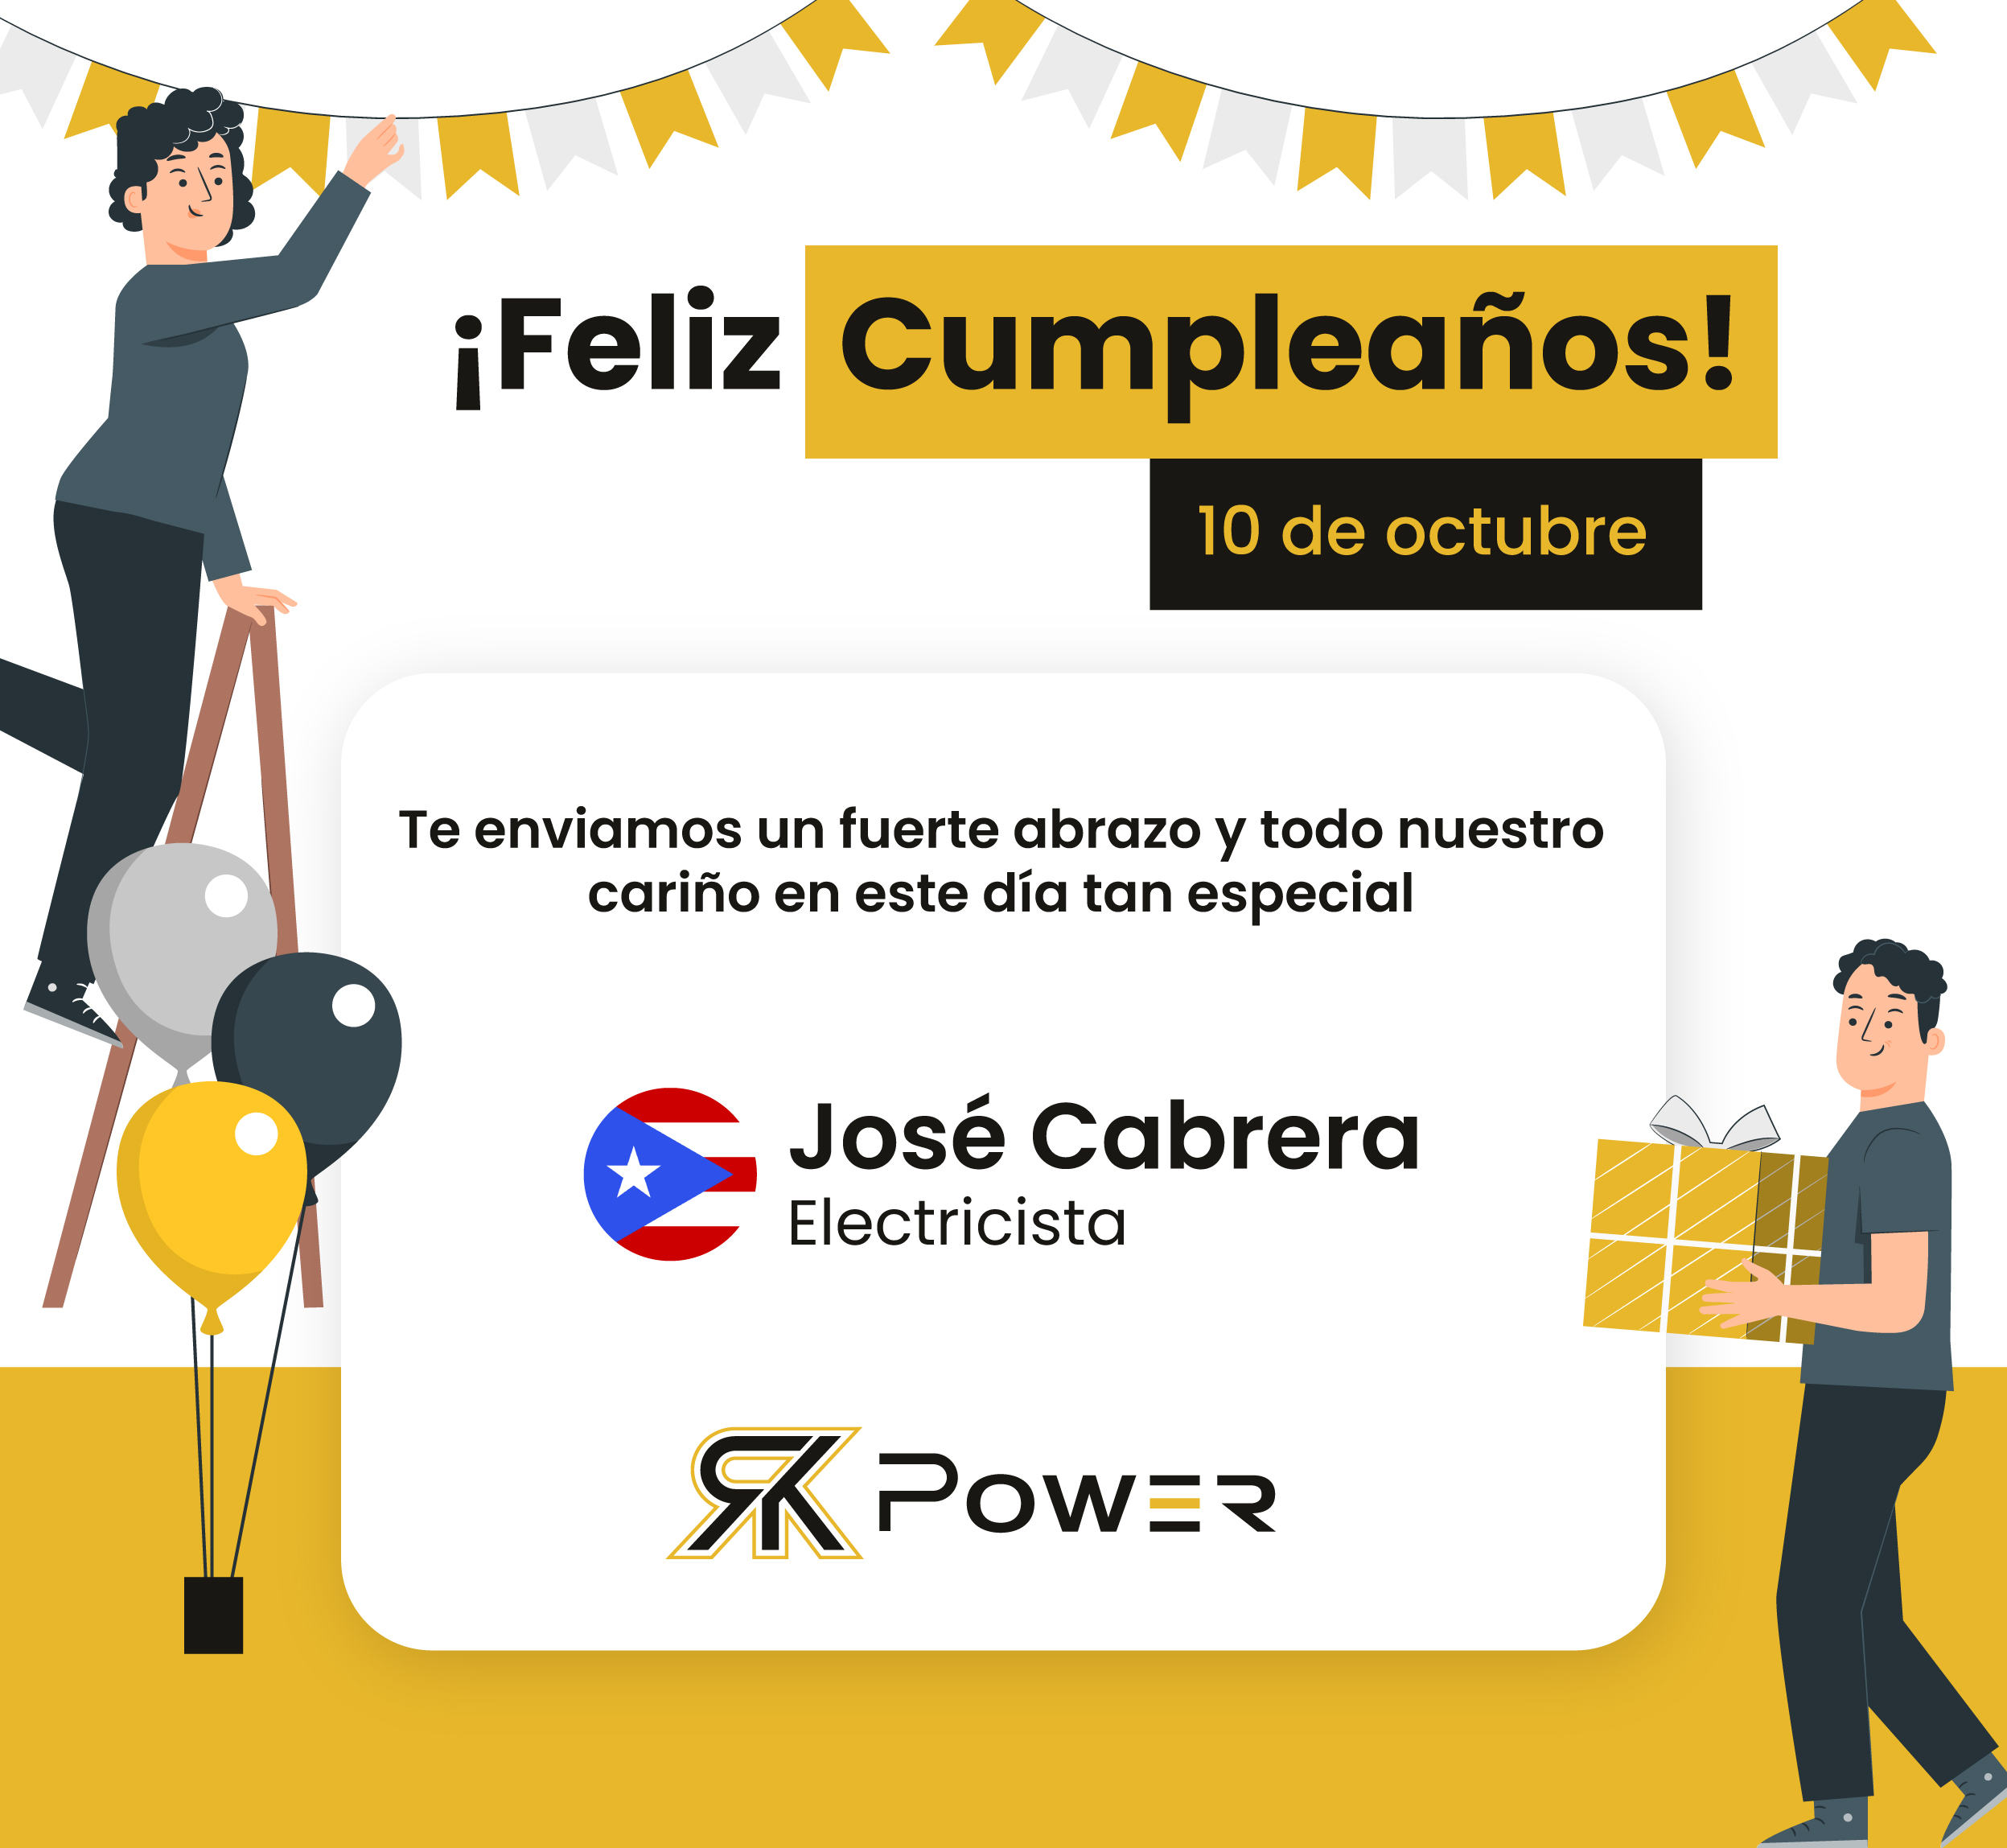 ¡Feliz Cumpleaños!
10 de octubre
Te enviamos un fuerte abrazo y todo nuestro
cariño en este día tan especial
José Cabrera
Electricista
RK Power